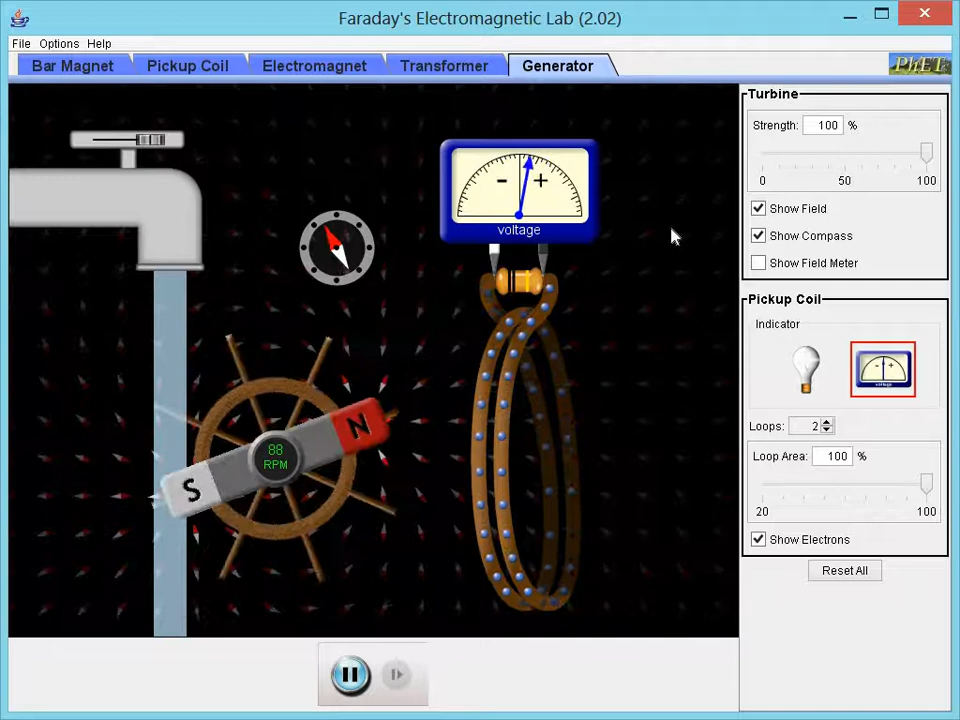 Faraday's Electromagnetic Lab (2.02)
File Options Help
Bar Magnet Pickup Coil Electromagnet Transformer Generator
PhET
Turbine
Strength: 100 %
0 50 100
Show Field
Show Compass
Show Field Meter
- +
voltage
Pickup Coil
Indicator
- +
voltage
Loops: 2
Loop Area: 100 %
20 100
Show Electrons
Reset All
N
88
RPM
S